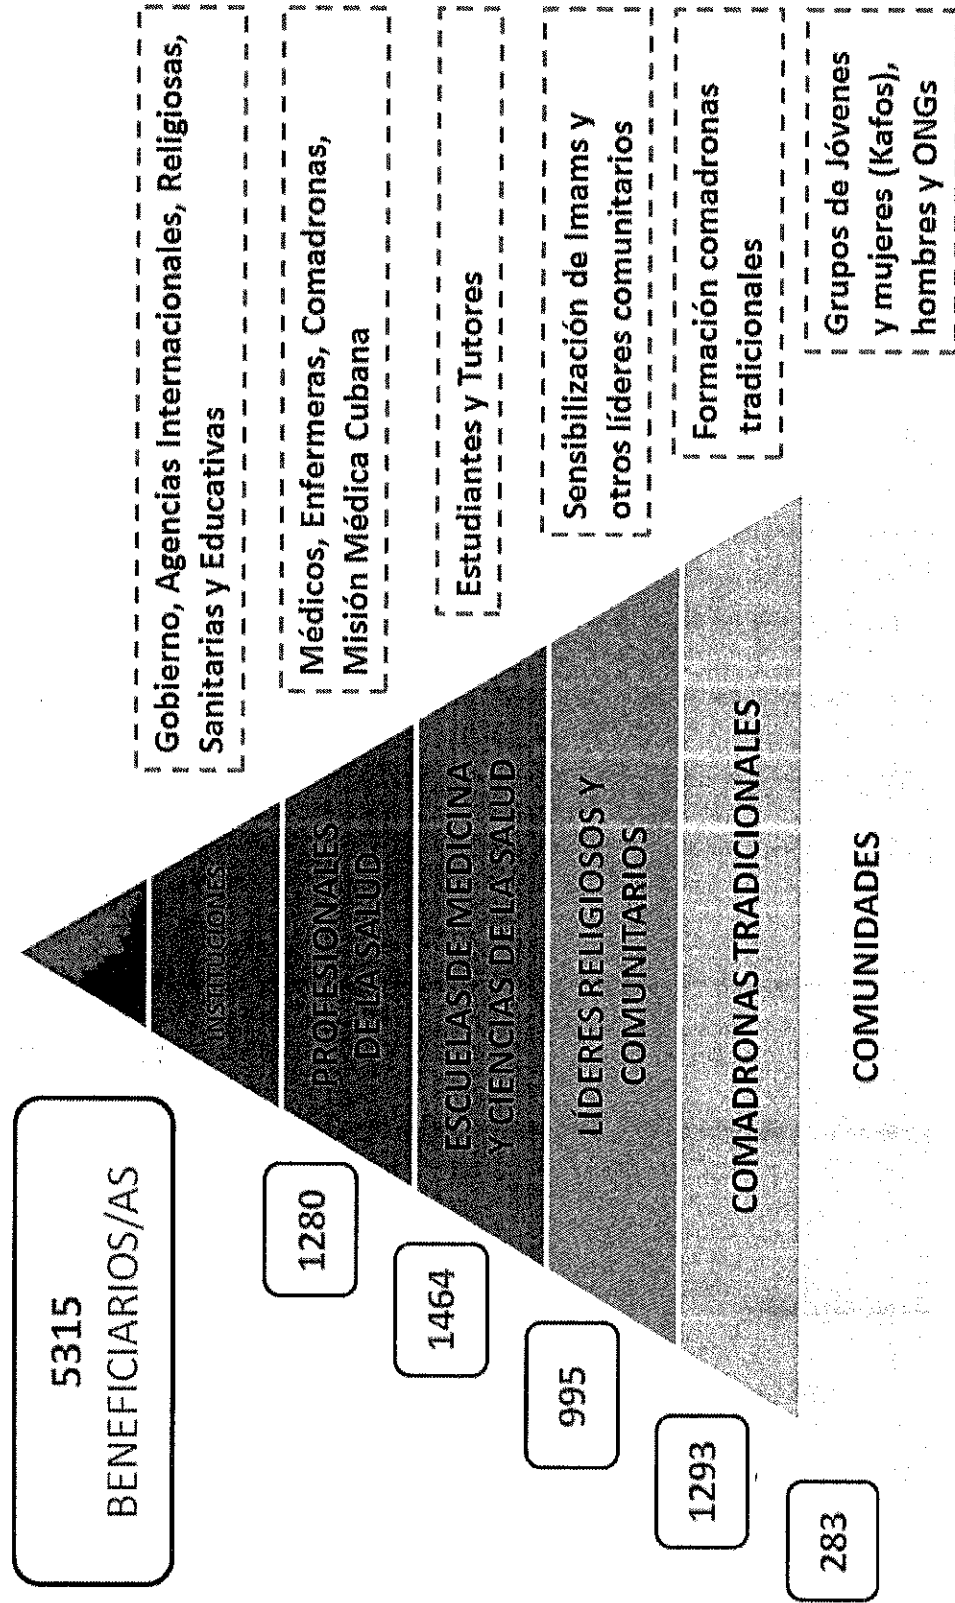 5315
BENEFICIARIOS/AS
INSTITUCIONES
Gobierno, Agencias Internacionales, Religiosas,
Sanitarias y Educativas
1280
PROFESIONALES
DE LA SALUD
Médicos, Enfermeras, Comadronas,
Misión Médica Cubana
1464
ESCUELAS DE MEDICINA
Y CIENCIAS DE LA SALUD
Estudiantes y Tutores
995
LÍDERES RELIGIOSOS Y
COMUNITARIOS
Sensibilización de Imams y
otros líderes comunitarios
1293
COMADRONAS TRADICIONALES
Formación comadronas
tradicionales
283
COMUNIDADES
Grupos de Jóvenes
y mujeres (Kafos),
hombres y ONGs